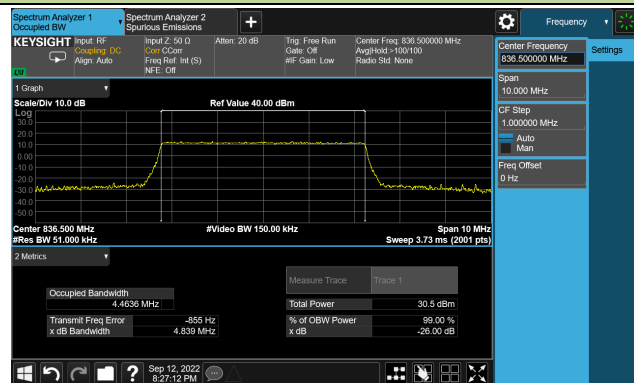 Spectrum Analyzer 1
Occupied BW
Spectrum Analyzer 2
Spurious Emissions
Frequency
KEYSIGHT
Input: RF
Coupling: DC
Align: Auto
Input Z: 50 Ω
Corr CCorr
Freq Ref: Int (S)
NFE: Off
Atten: 20 dB
Trig: Free Run
Gate: Off
#IF Gain: Low
Center Freq: 836.500000 MHz
Avg|Hold:>100/100
Radio Std: None
Center Frequency
836.500000 MHz
Settings
Span
10.000 MHz
CF Step
1.000000 MHz
Auto
Man
Freq Offset
0 Hz
1 Graph
Scale/Div 10.0 dB
Ref Value 40.00 dBm
Log
30.0
20.0
10.0
0.00
-10.0
-20.0
-30.0
-40.0
-50.0
Center 836.500 MHz
#Video BW 150.00 kHz
Span 10 MHz
#Res BW 51.000 kHz
Sweep 3.73 ms (2001 pts)
2 Metrics
Measure Trace
Trace 1
Occupied Bandwidth
4.4636 MHz
Total Power
30.5 dBm
Transmit Freq Error
-855 Hz
% of OBW Power
99.00 %
x dB Bandwidth
4.839 MHz
x dB
-26.00 dB
?
Sep 12, 2022
8:27:12 PM